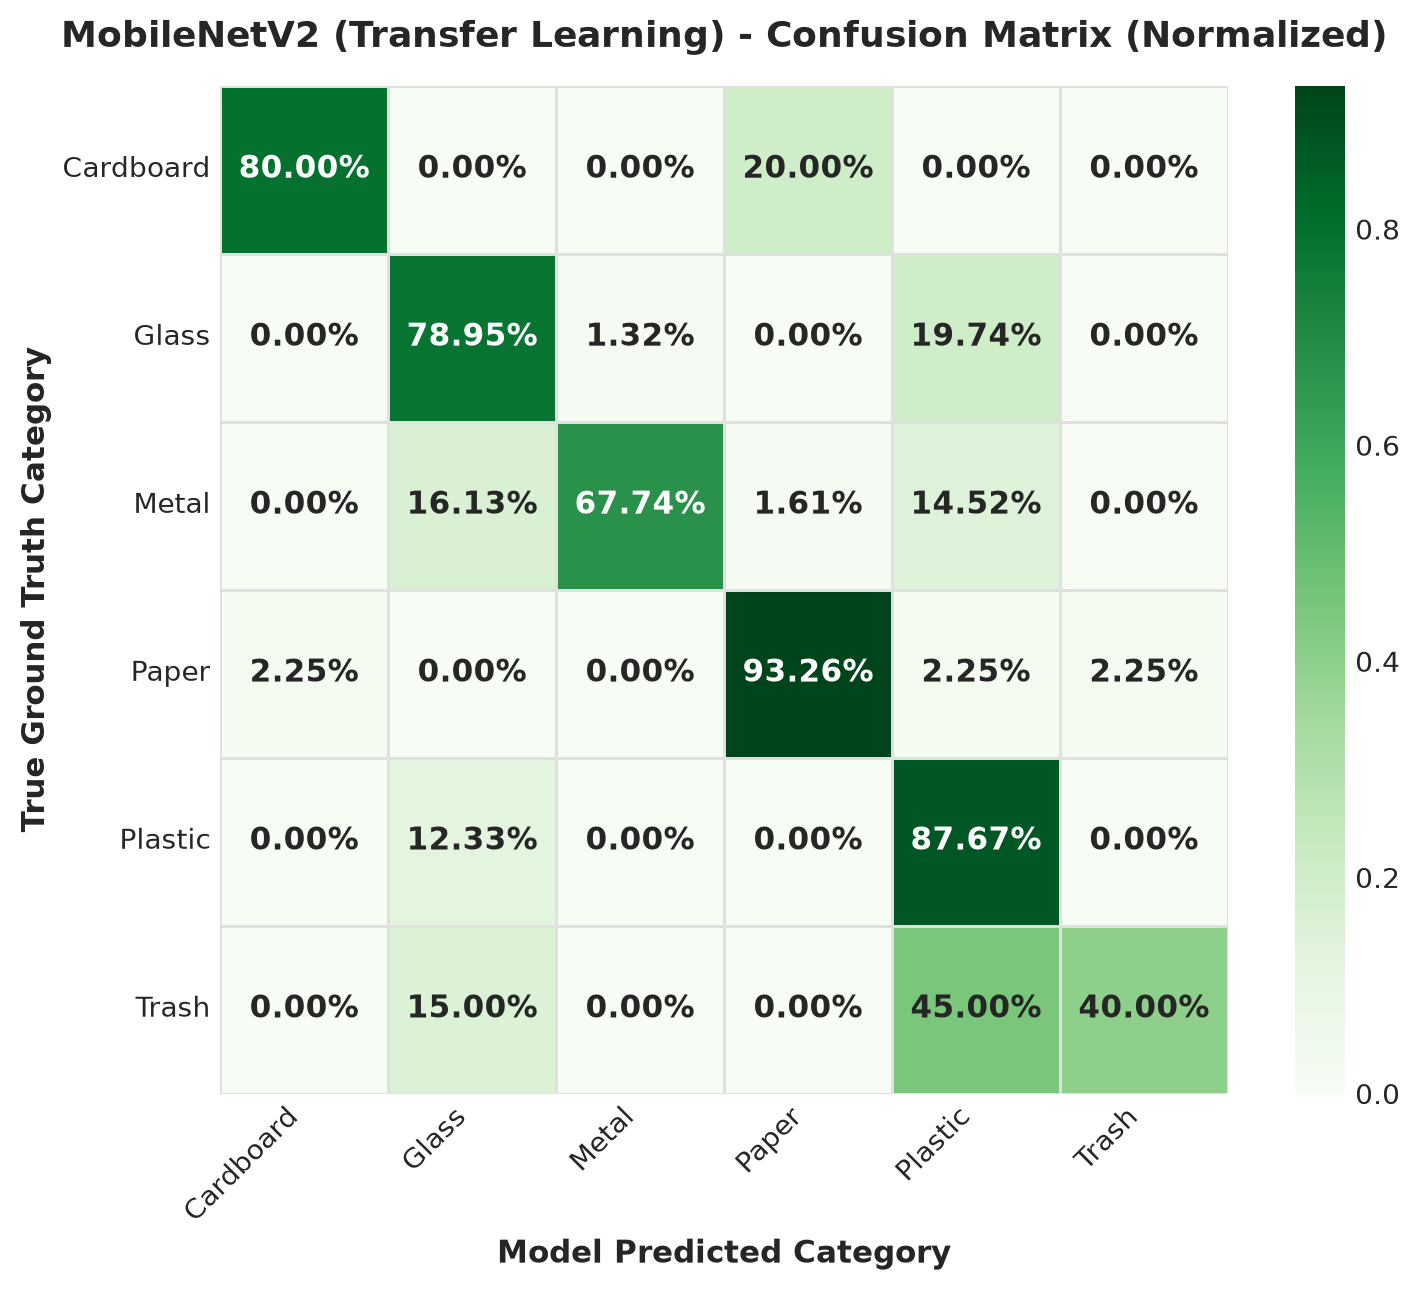 MobileNetV2 (Transfer Learning) - Confusion Matrix (Normalized)
True Ground Truth Category
Cardboard 80.00% 0.00% 0.00% 20.00% 0.00% 0.00%
Glass 0.00% 78.95% 1.32% 0.00% 19.74% 0.00%
Metal 0.00% 16.13% 67.74% 1.61% 14.52% 0.00%
Paper 2.25% 0.00% 0.00% 93.26% 2.25% 2.25%
Plastic 0.00% 12.33% 0.00% 0.00% 87.67% 0.00%
Trash 0.00% 15.00% 0.00% 0.00% 45.00% 40.00%
Cardboard Glass Metal Paper Plastic Trash
Model Predicted Category
0.8
0.6
0.4
0.2
0.0